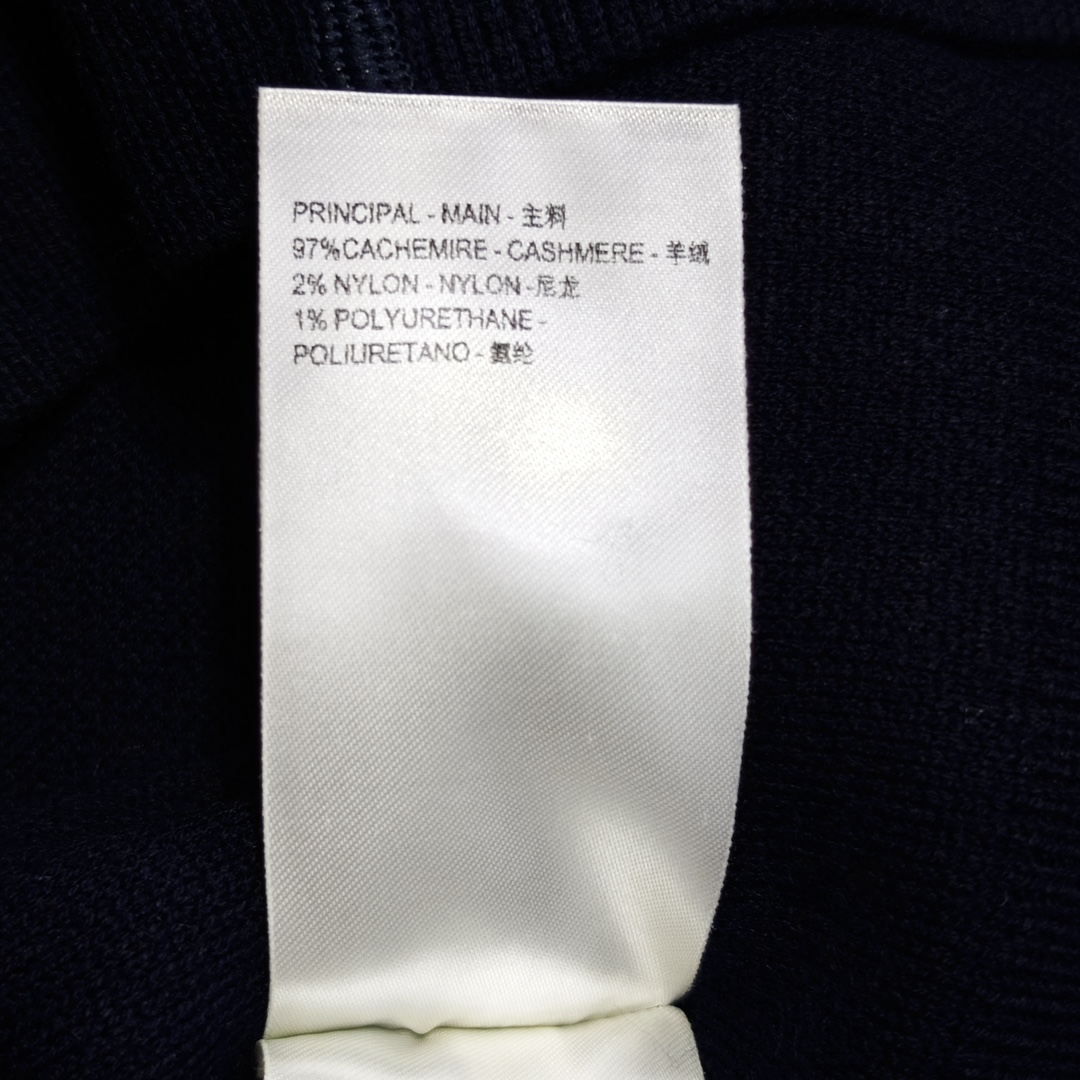 PRINCIPAL - MAIN - 主料
97%CACHEMIRE - CASHMERE - 羊绒
2% NYLON - NYLON -尼龙
1% POLYURETHANE -
POLIURETANO - 氨纶